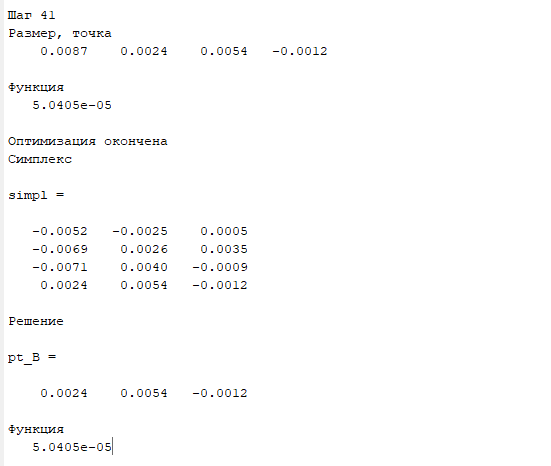 Шаг 41
Размер, точка
0.0087 0.0024 0.0054 -0.0012
Функция
5.0405e-05
Оптимизация окончена
Симплекс
simpl =
-0.0052 -0.0025 0.0005
-0.0069 0.0026 0.0035
-0.0071 0.0040 -0.0009
0.0024 0.0054 -0.0012
Решение
pt_B =
0.0024 0.0054 -0.0012
Функция
5.0405e-05